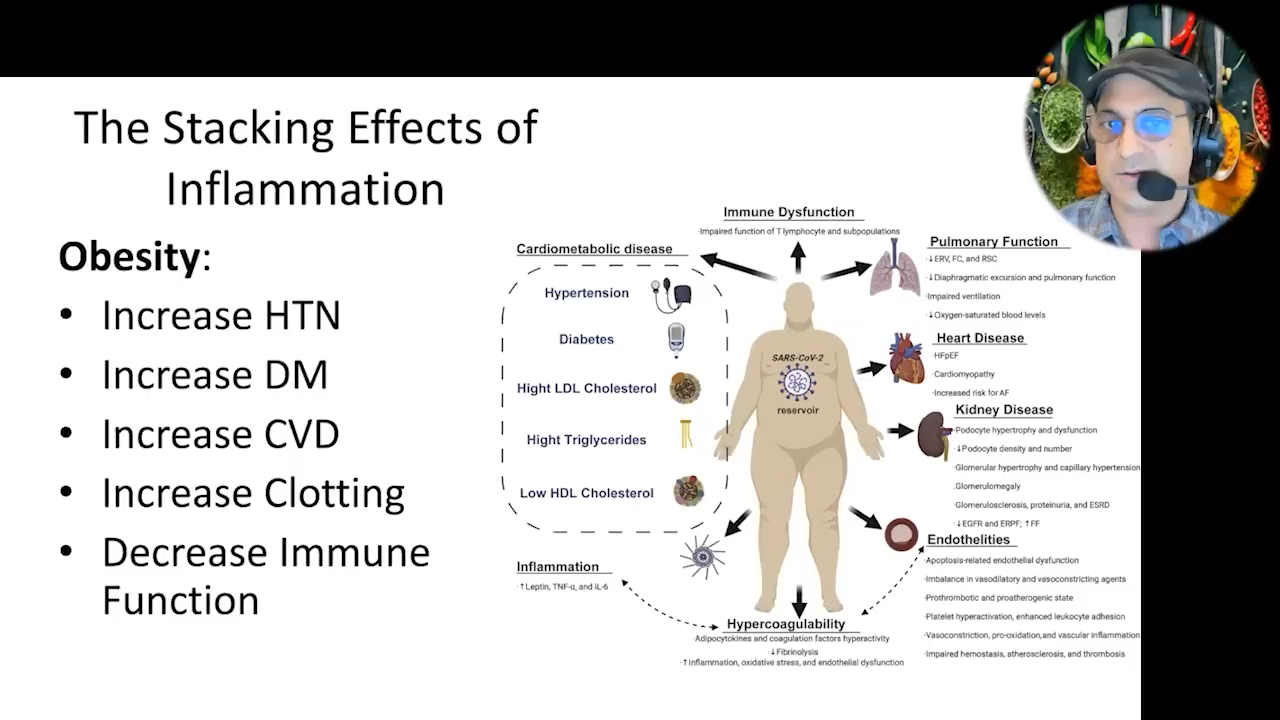 The Stacking Effects of
Inflammation
Obesity:
• Increase HTN
• Increase DM
• Increase CVD
• Increase Clotting
• Decrease Immune
Function
Immune Dysfunction
·Impaired function of T lymphocyte and subpopulations
Cardiometabolic disease
Hypertension
Diabetes
Hight LDL Cholesterol
Hight Triglycerides
Low HDL Cholesterol
SARS-CoV-2
reservoir
Pulmonary Function
·↓ERV, FC, and RSC
·↓Diaphragmatic excursion and pulmonary function
·Impaired ventilation
·↓Oxygen-saturated blood levels
Heart Disease
·HFpEF
·Cardiomyopathy
·Increased risk for AF
Kidney Disease
·Podocyte hypertrophy and dysfunction
·↓Podocyte density and number
·Glomerular hypertrophy and capillary hypertension
·Glomerulomegaly
·Glomerulosclerosis, proteinuria, and ESRD
·↓EGFR and ERPF; ↑FF
Endothelities
·Apoptosis-related endothelial dysfunction
·Imbalance in vasodilatory and vasoconstricting agents
·Prothrombotic and proatherogenic state
·Platelet hyperactivation, enhanced leukocyte adhesion
·Vasoconstriction, pro-oxidation,and vascular inflammation
·Impaired hemostasis, atherosclerosis, and thrombosis
Inflammation
·↑Leptin, TNF-α, and IL-6
Hypercoagulability
·Adipocytokines and coagulation factors hyperactivity
·↓Fibrinolysis
·↑Inflammation, oxidative stress, and endothelial dysfunction